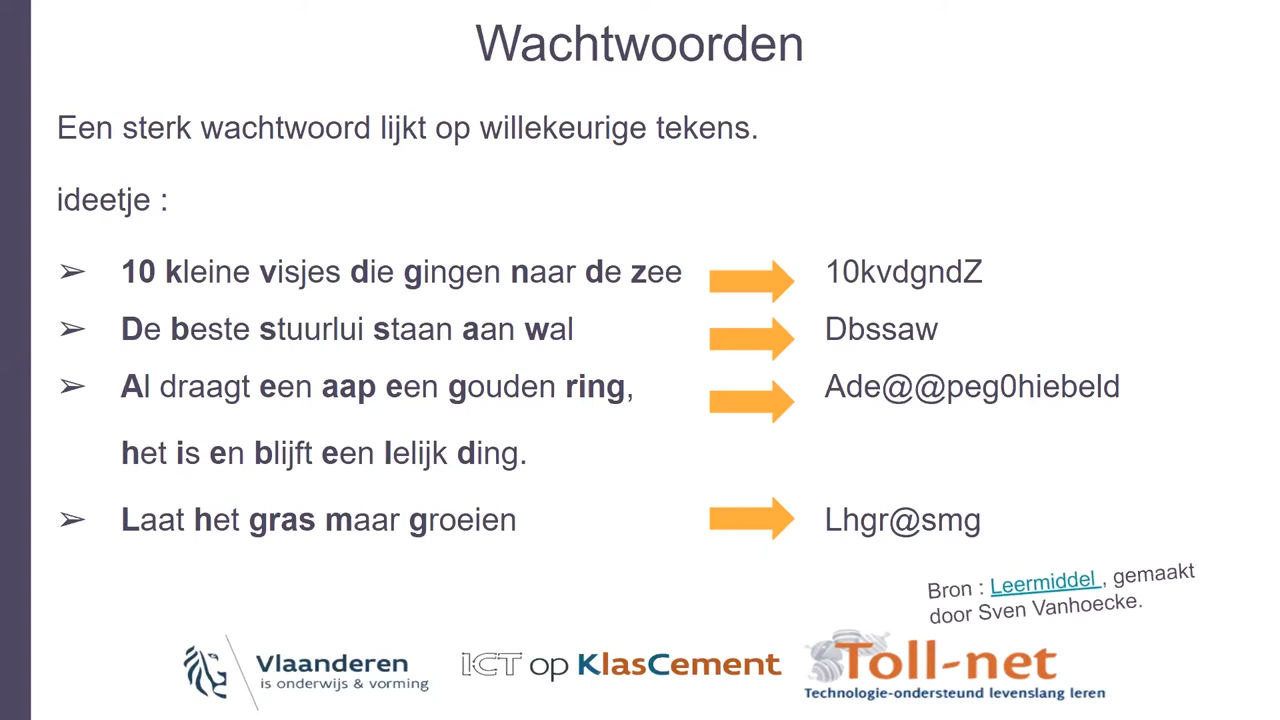 Wachtwoorden
Een sterk wachtwoord lijkt op willekeurige tekens.
ideetje :
➢ 10 kleine visjes die gingen naar de zee 10kvdgndZ
➢ De beste stuurlui staan aan wal Dbssaw
➢ Al draagt een aap een gouden ring, Ade@@peg0hiebeld
het is en blijft een lelijk ding.
➢ Laat het gras maar groeien Lhgr@smg
Bron : Leermiddel , gemaakt
door Sven Vanhoecke.
Vlaanderen
is onderwijs & vorming
ICT op KlasCement
Toll-net
Technologie-ondersteund levenslang leren